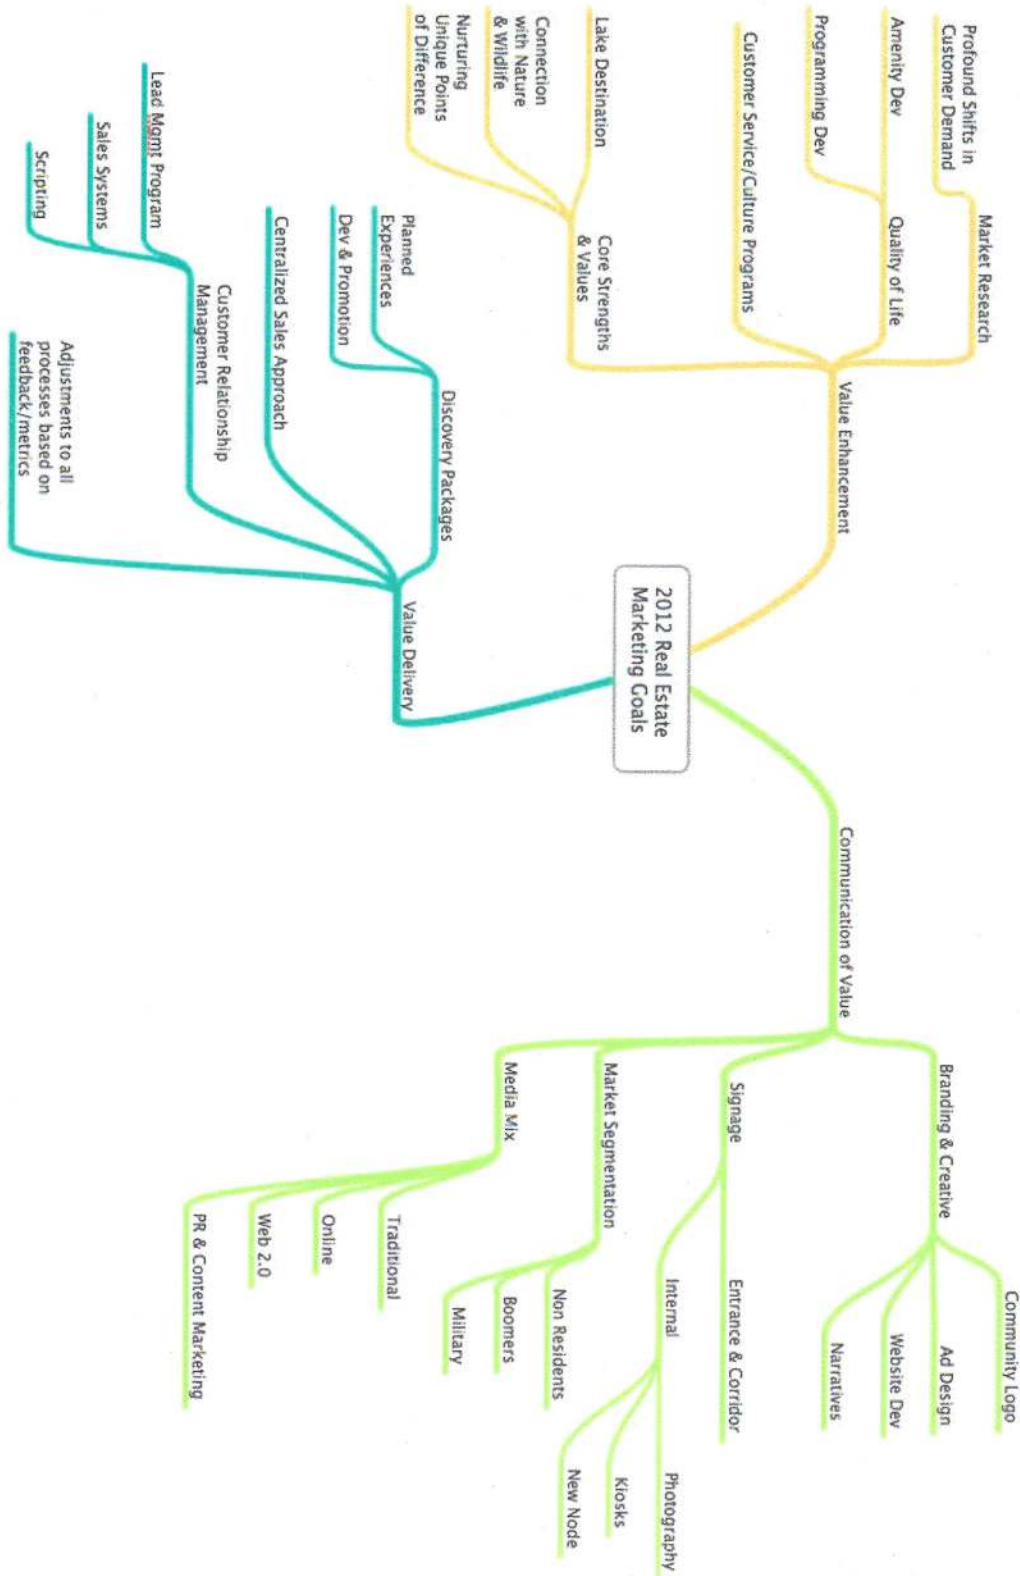 2012 Real Estate
Marketing Goals
Value Enhancement
Market Research
Profound Shifts in
Customer Demand
Quality of Life
Amenity Dev
Programming Dev
Customer Service/Culture Programs
Core Strengths
& Values
Lake Destination
Connection
with Nature
& Wildlife
Nurturing
Unique Points
of Difference
Value Delivery
Discovery Packages
Planned
Experiences
Dev & Promotion
Centralized Sales Approach
Customer Relationship
Management
Lead Mgmt Program
Sales Systems
Scripting
Adjustments to all
processes based on
feedback/metrics
Communication of Value
Branding & Creative
Community Logo
Ad Design
Website Dev
Narratives
Signage
Entrance & Corridor
Internal
Photography
Kiosks
New Node
Market Segmentation
Non Residents
Boomers
Military
Media Mix
Traditional
Online
Web 2.0
PR & Content Marketing